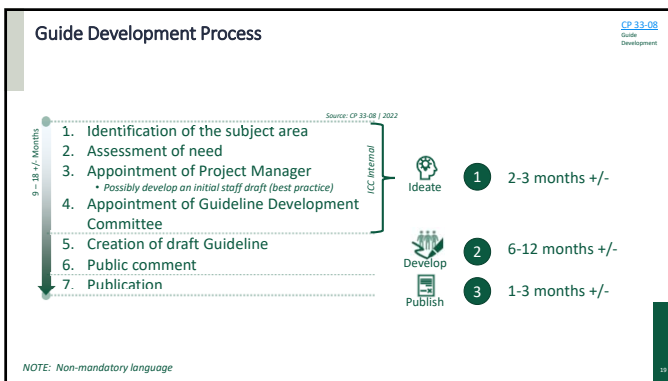 Guide Development Process
CP 33-08
Guide
Development
Source: CP 33-08 | 2022
9 – 18 +/- Months
1. Identification of the subject area
2. Assessment of need
3. Appointment of Project Manager
• Possibly develop an initial staff draft (best practice)
4. Appointment of Guideline Development
Committee
5. Creation of draft Guideline
6. Public comment
7. Publication
ICC Internal
Ideate
1
2-3 months +/-
Develop
2
6-12 months +/-
Publish
3
1-3 months +/-
NOTE: Non-mandatory language
19